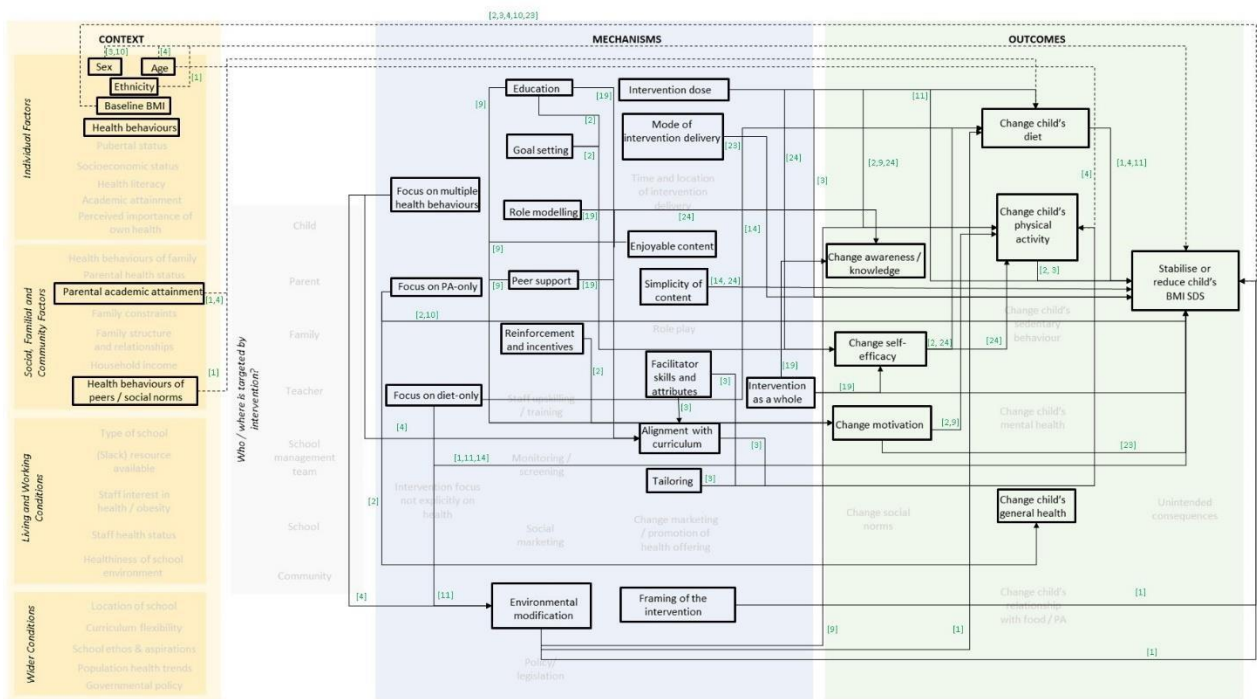 [2,3,4,10,23]
CONTEXT
MECHANISMS
OUTCOMES
Individual Factors
[3,10]
[4]
Sex
Age
Ethnicity
[1]
Baseline BMI
Health behaviours
Pubertal status
Socioeconomic status
Health literacy
Academic attainment
Perceived importance of
own health
Social, Familial and
Community Factors
Health behaviours of family
Parental health status
Parental academic attainment
[1,4]
Family constraints
Family structure
and relationships
Household income
[1]
Health behaviours of
peers / social norms
Living and Working
Conditions
Type of school
(Slack) resource
available
Staff interest in
health / obesity
Staff health status
Healthiness of school
environment
Wider Conditions
Location of school
Curriculum flexibility
School ethos & aspirations
Population health trends
Governmental policy
Who / where is targeted by
intervention?
Child
Parent
Family
Teacher
School
management
team
School
Community
Focus on multiple
health behaviours
Focus on PA-only
[2,10]
Focus on diet-only
[4]
[1,11,14]
[2]
Intervention focus
not explicitly on
health
[4]
[11]
Education
[9]
[19]
[2]
Goal setting
[2]
Role modelling
[19]
[24]
[9]
Peer support
[9]
[19]
Reinforcement
and incentives
[2]
Staff upskilling
/ training
Monitoring /
screening
Social
marketing
Environmental
modification
Policy/
legislation
Intervention dose
Mode of
intervention delivery
[23]
[24]
Time and location
of intervention
delivery
[3]
[14]
Enjoyable content
Simplicity of
content
[14, 24]
Role play
Facilitator
skills and
attributes
[3]
[3]
Intervention
as a whole
[19]
[19]
Alignment with
curriculum
[3]
Tailoring
[3]
Change marketing
/ promotion of
health offering
Framing of the
intervention
[11]
[2,9,24]
Change child's
diet
[1,4,11]
[4]
Change child's
physical
activity
Change awareness /
knowledge
[2, 3]
Stabilise or
reduce child's
BMI SDS
Change child's
sedentary
behaviour
Change self-
efficacy
[2, 24]
[24]
Change motivation
[2,9]
Change child's
mental health
[23]
Change social
norms
Change child's
general health
Unintended
consequences
Change child's
relationship
with food / PA
[1]
[9]
[1]
[1]